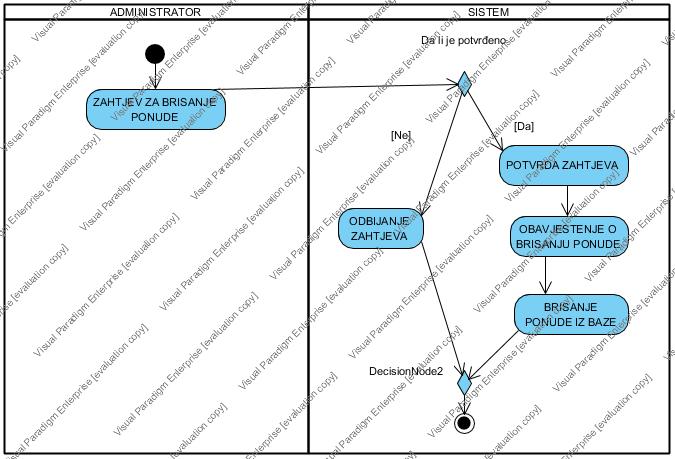 ADMINISTRATOR
SISTEM
Da li je potvrđeno
ZAHTJEV ZA BRISANJE
PONUDE
[Ne]
[Da]
POTVRDA ZAHTJEVA
ODBIJANJE
ZAHTJEVA
OBAVJEŠTENJE O
BRISANJU PONUDE
BRISANJE
PONUDE IZ BAZE
DecisionNode2
Visual Paradigm Enterprise [evaluation copy]